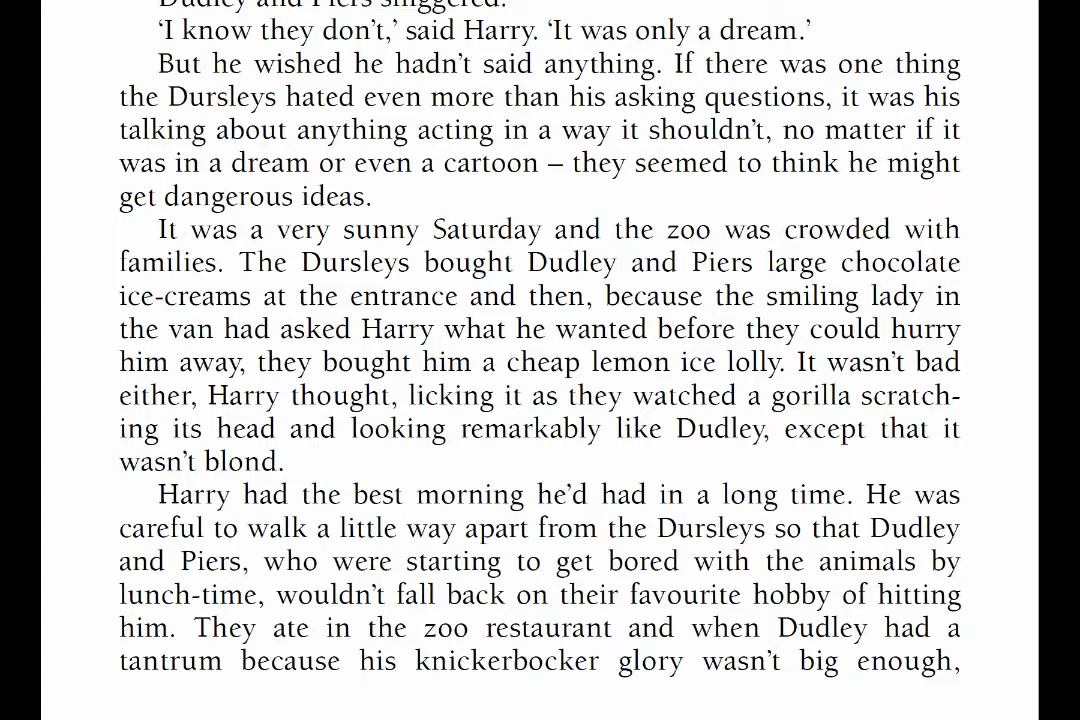 Dudley and Piers sniggered.
‘I know they don’t,’ said Harry. ‘It was only a dream.’
But he wished he hadn’t said anything. If there was one thing
the Dursleys hated even more than his asking questions, it was his
talking about anything acting in a way it shouldn’t, no matter if it
was in a dream or even a cartoon – they seemed to think he might
get dangerous ideas.
It was a very sunny Saturday and the zoo was crowded with
families. The Dursleys bought Dudley and Piers large chocolate
ice-creams at the entrance and then, because the smiling lady in
the van had asked Harry what he wanted before they could hurry
him away, they bought him a cheap lemon ice lolly. It wasn’t bad
either, Harry thought, licking it as they watched a gorilla scratch-
ing its head and looking remarkably like Dudley, except that it
wasn’t blond.
Harry had the best morning he’d had in a long time. He was
careful to walk a little way apart from the Dursleys so that Dudley
and Piers, who were starting to get bored with the animals by
lunch-time, wouldn’t fall back on their favourite hobby of hitting
him. They ate in the zoo restaurant and when Dudley had a
tantrum because his knickerbocker glory wasn’t big enough,